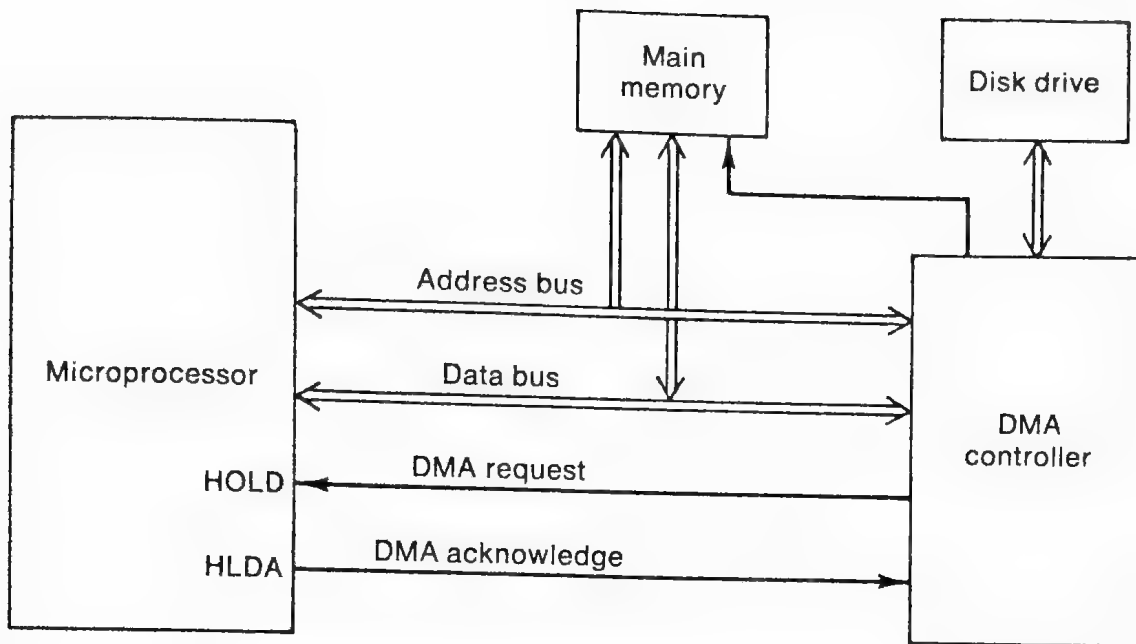 Main
memory
Disk drive
Address bus
Microprocessor
Data bus
DMA
controller
HOLD
DMA request
HLDA
DMA acknowledge